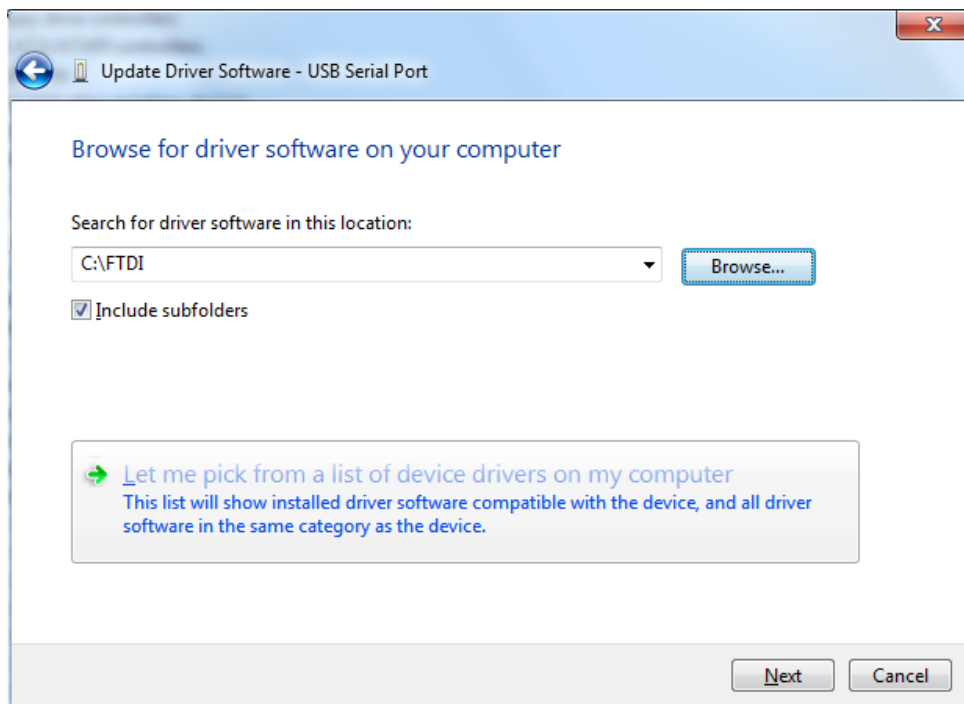 Update Driver Software - USB Serial Port
Browse for driver software on your computer
Search for driver software in this location:
C:\FTDI
Browse...
Include subfolders
Let me pick from a list of device drivers on my computer
This list will show installed driver software compatible with the device, and all driver
software in the same category as the device.
Next
Cancel